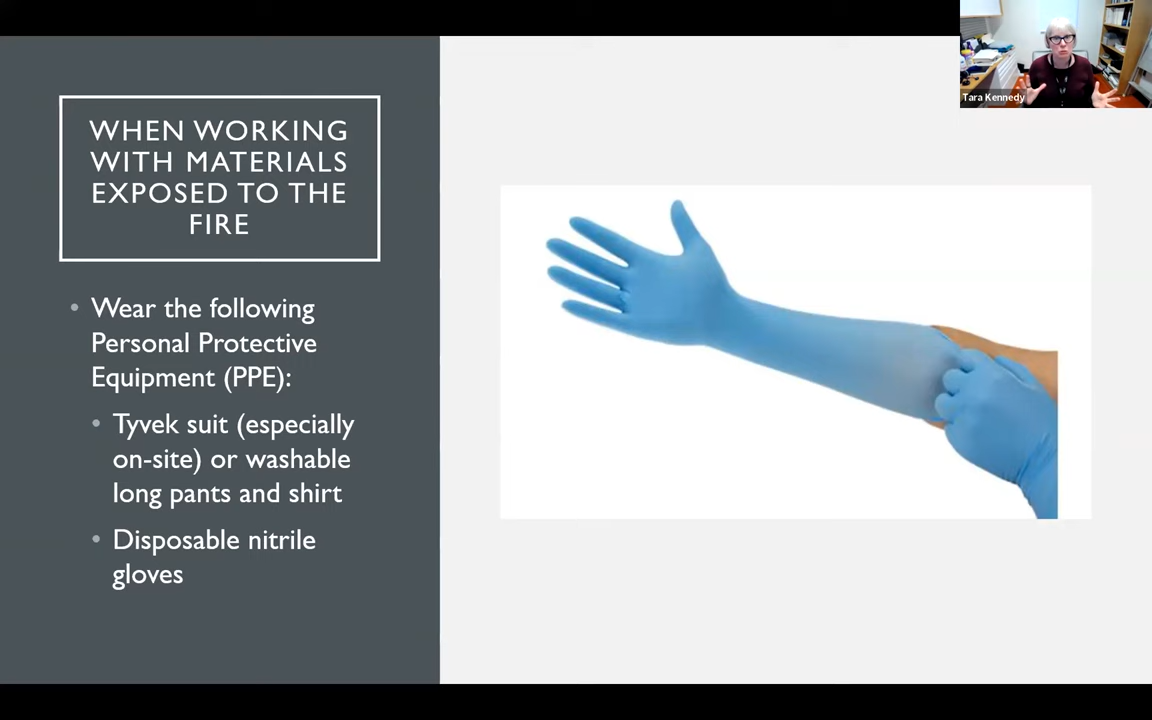 WHEN WORKING
WITH MATERIALS
EXPOSED TO THE
FIRE
• Wear the following
Personal Protective
Equipment (PPE):
• Tyvek suit (especially
on-site) or washable
long pants and shirt
• Disposable nitrile
gloves
Tara Kennedy